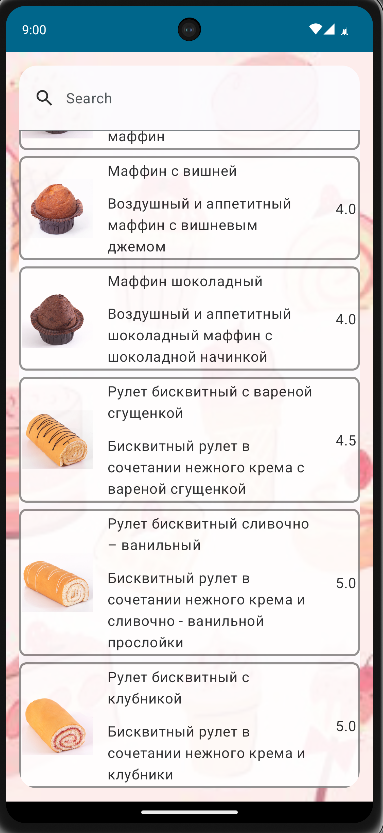 9:00
Search
маффин
Маффин с вишней
Воздушный и аппетитный
маффин с вишневым
джемом
4.0
Маффин шоколадный
Воздушный и аппетитный
шоколадный маффин с
шоколадной начинкой
4.0
Рулет бисквитный с вареной
сгущенкой
Бисквитный рулет в
сочетании нежного крема с
вареной сгущенкой
4.5
Рулет бисквитный сливочно
– ванильный
Бисквитный рулет в
сочетании нежного крема и
сливочно - ванильной
прослойки
5.0
Рулет бисквитный с
клубникой
Бисквитный рулет в
сочетании нежного крема и
клубники
5.0